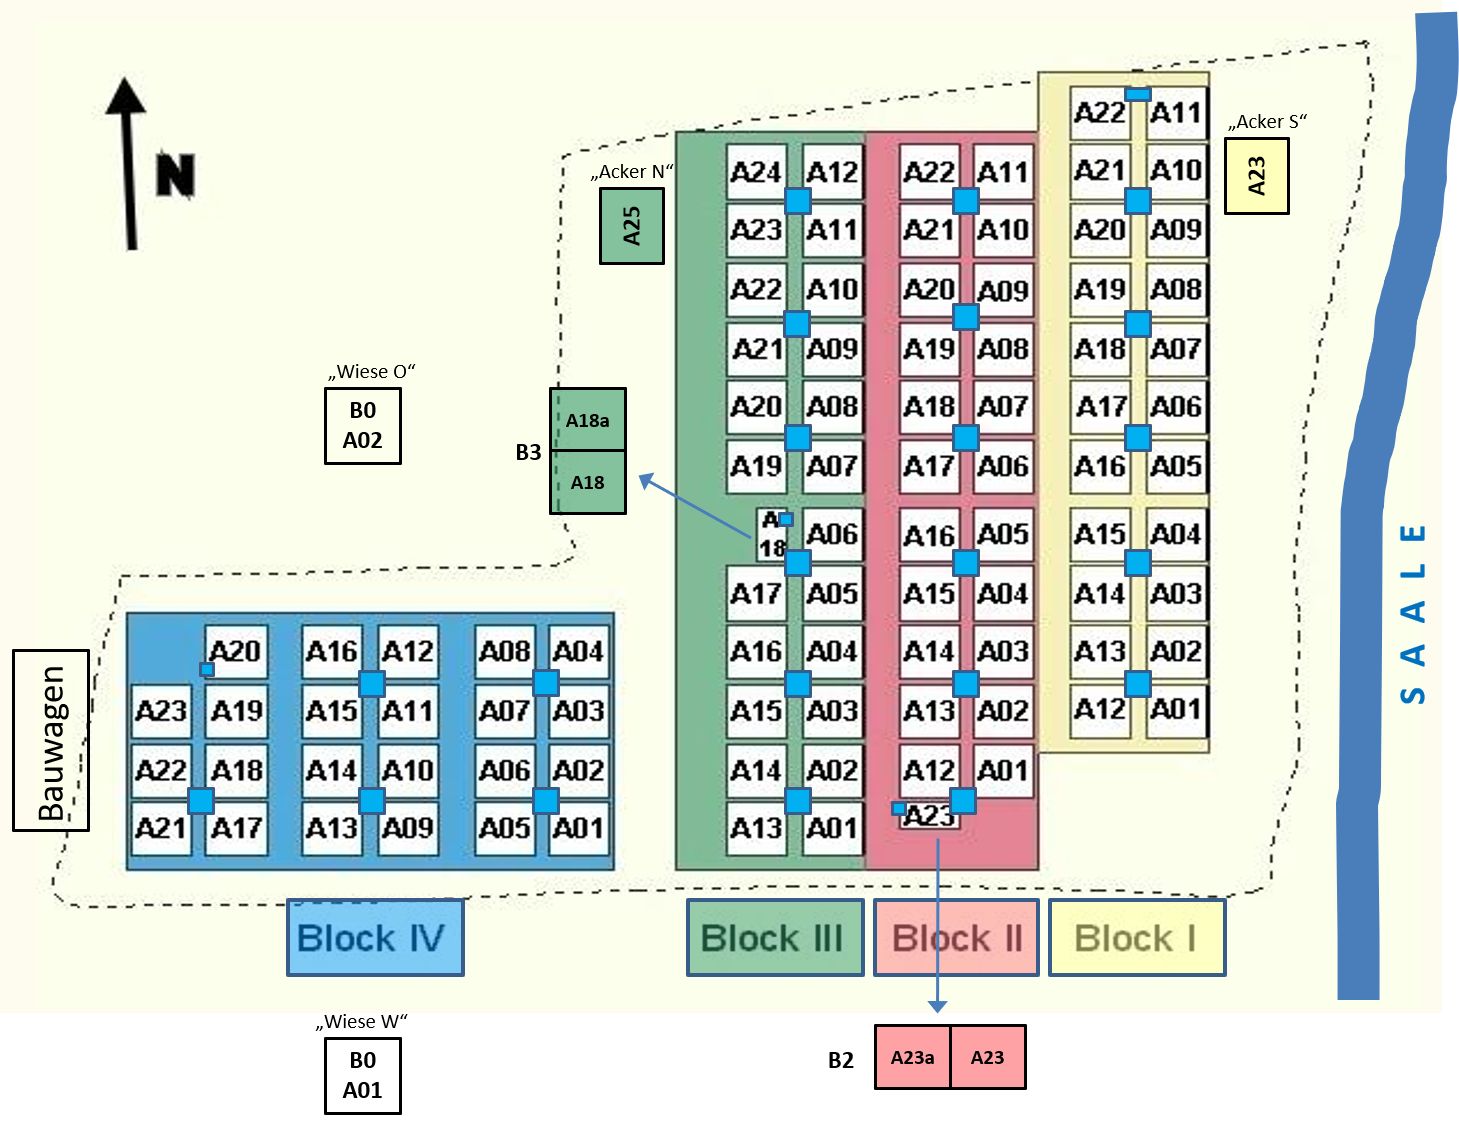 N
„Acker N“
A25
„Acker S“
A23
„Wiese O“
B0
A02
B3
A18a
A18
A24 A12
A23 A11
A22 A10
A21 A09
A20 A08
A19 A07
A 18 A06
A17 A05
A16 A04
A15 A03
A14 A02
A13 A01
A22 A11
A21 A10
A20 A09
A19 A08
A18 A07
A17 A06
A16 A05
A15 A04
A14 A03
A13 A02
A12 A01
A23
A22 A11
A21 A10
A20 A09
A19 A08
A18 A07
A17 A06
A16 A05
A15 A04
A14 A03
A13 A02
A12 A01
SAALE
Bauwagen
A20 A16 A12 A08 A04
A23 A19 A15 A11 A07 A03
A22 A18 A14 A10 A06 A02
A21 A17 A13 A09 A05 A01
Block IV
Block III
Block II
Block I
„Wiese W“
B0
A01
B2
A23a
A23